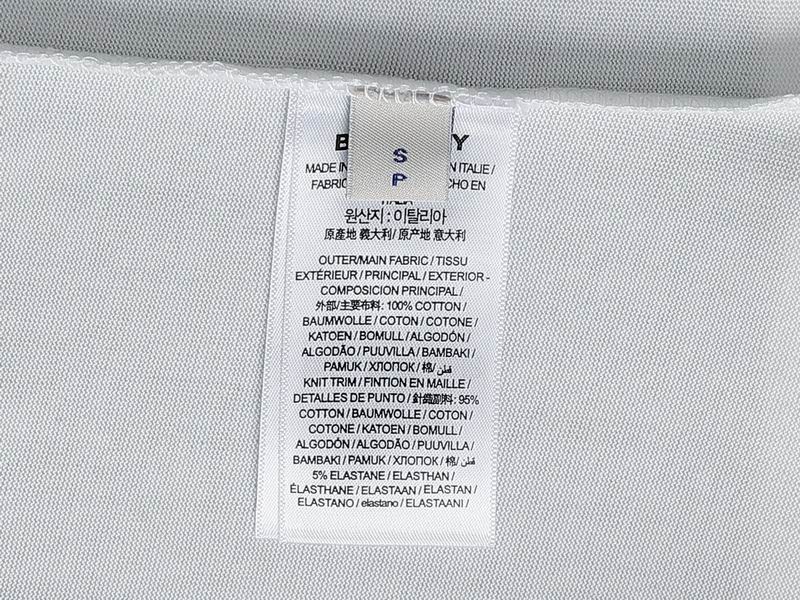 S
P
MADE IN ITALIE /
EN
원산지 : 이탈리아
原產地 義大利/ 原产地 意大利
OUTER/MAIN FABRIC / TISSU
EXTÉRIEUR / PRINCIPAL / EXTERIOR -
COMPOSICION PRINCIPAL /
外部/主要布料: 100% COTTON /
BAUMWOLLE / COTON / COTONE /
KATOEN / BOMULL / ALGODÓN /
ALGODÃO / PUUVILLA / BAMBAKI /
PAMUK / ХЛОПОК / 棉/ قطن
KNIT TRIM / FINTION EN MAILLE /
DETALLES DE PUNTO / 針織副料: 95%
COTTON / BAUMWOLLE / COTON /
COTONE / KATOEN / BOMULL /
ALGODÓN / ALGODÃO / PUUVILLA /
BAMBAKI / PAMUK / ХЛОПОК / 棉/ قطن
5% ELASTANE / ELASTHAN /
ÉLASTHANE / ELASTAAN / ELASTAN /
ELASTANO / elastano / ELASTAANI /